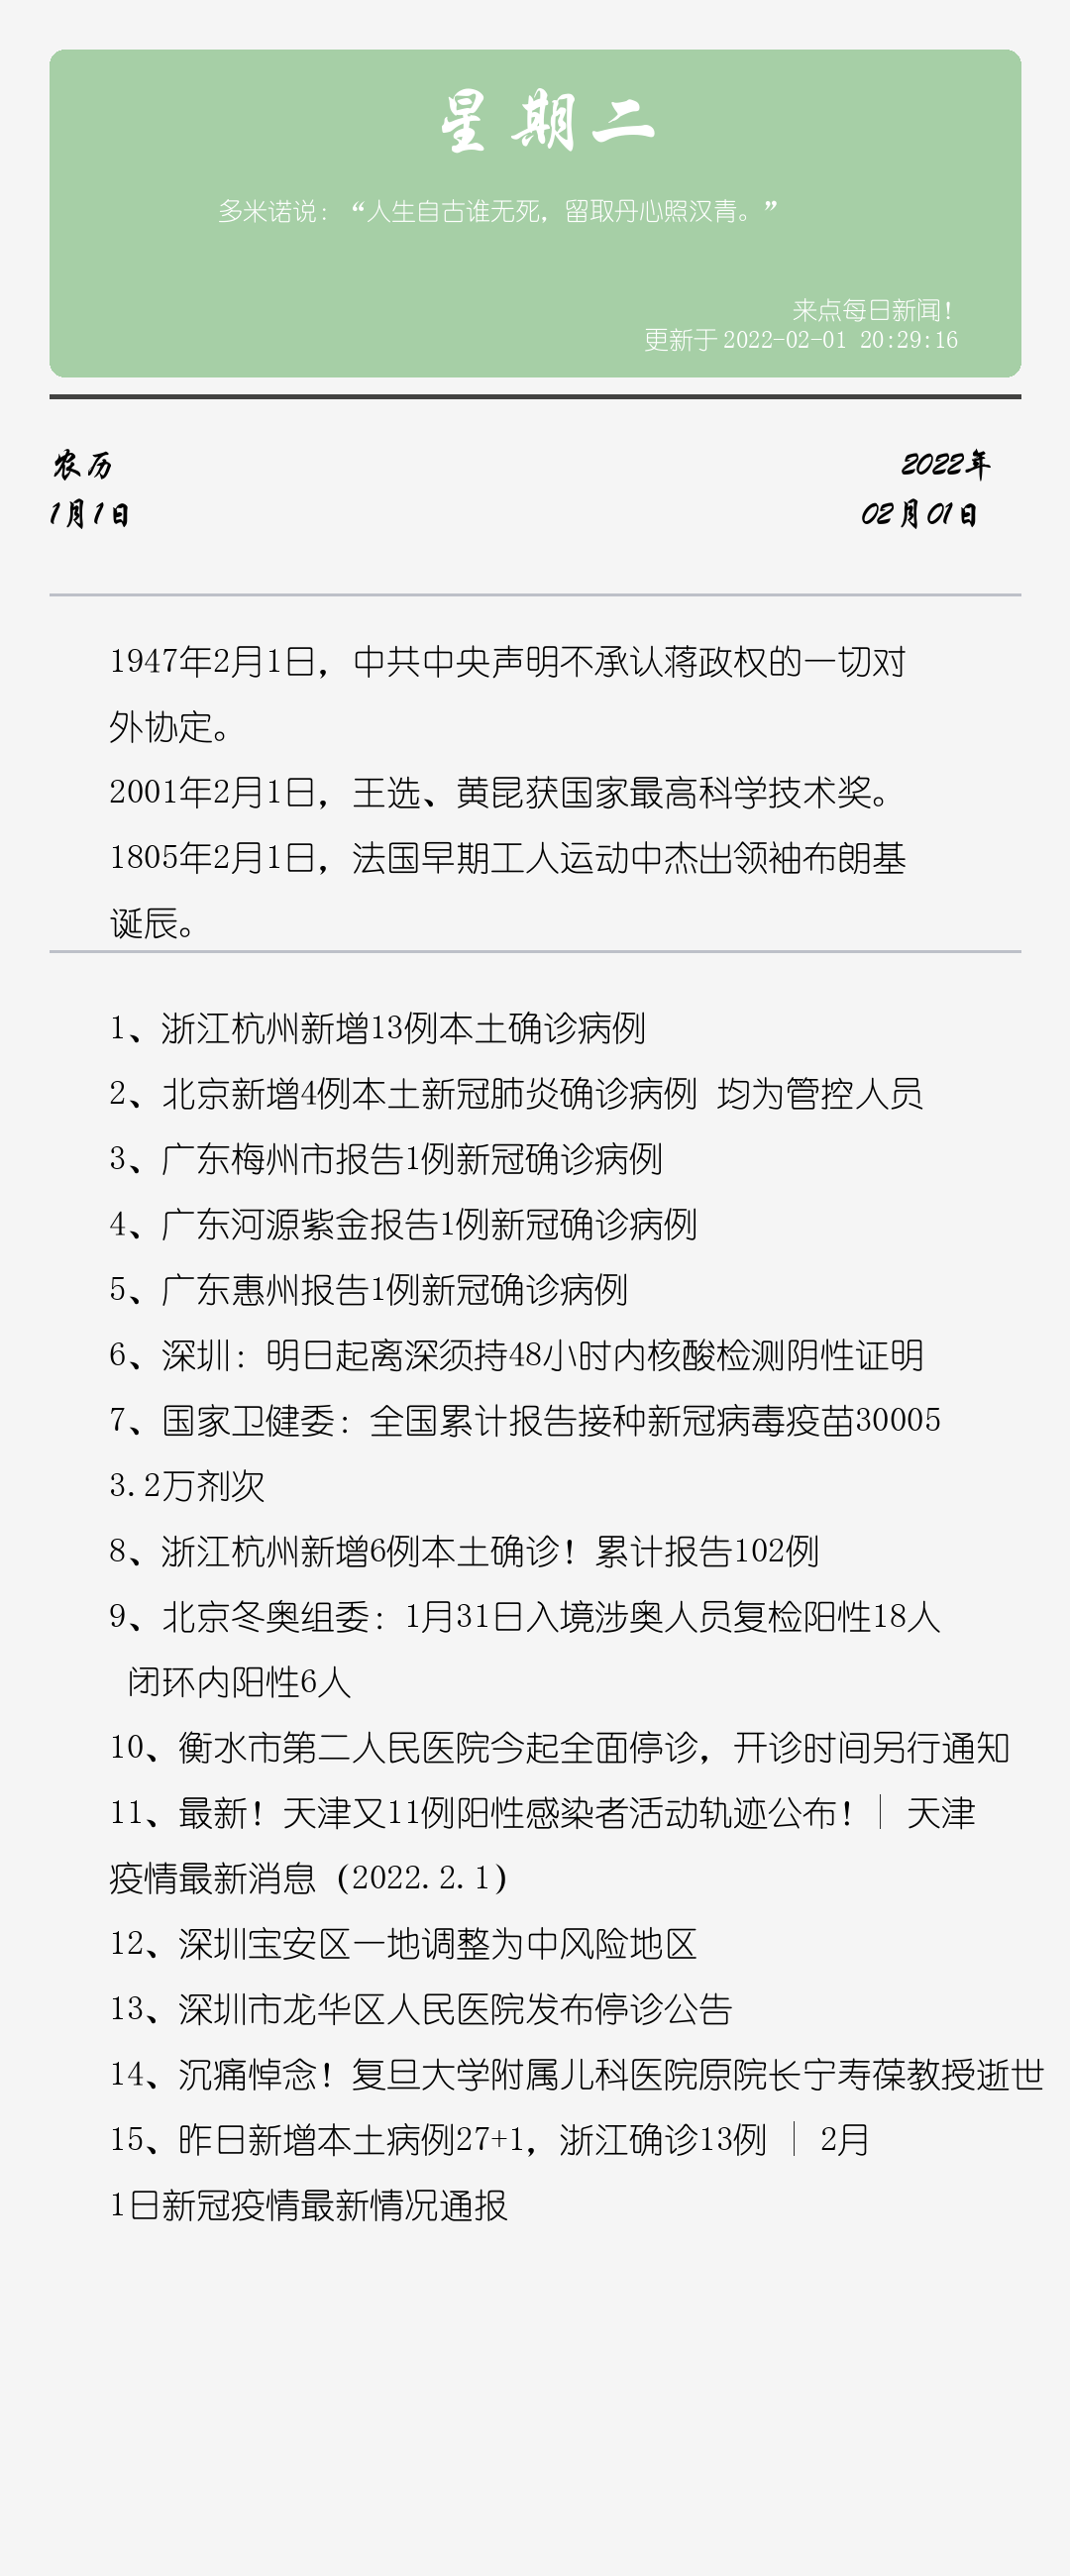 星期二
多米诺说：“人生自古谁无死，留取丹心照汉青。”
来点每日新闻！
更新于 2022-02-01 20:29:16
农历
2022年
1月1日
02月01日
1947年2月1日，中共中央声明不承认蒋政权的一切对
外协定。
2001年2月1日，王选、黄昆获国家最高科学技术奖。
1805年2月1日，法国早期工人运动中杰出领袖布朗基
诞辰。
1、浙江杭州新增13例本土确诊病例
2、北京新增4例本土新冠肺炎确诊病例 均为管控人员
3、广东梅州市报告1例新冠确诊病例
4、广东河源紫金报告1例新冠确诊病例
5、广东惠州报告1例新冠确诊病例
6、深圳：明日起离深须持48小时内核酸检测阴性证明
7、国家卫健委：全国累计报告接种新冠病毒疫苗30005
3.2万剂次
8、浙江杭州新增6例本土确诊！累计报告102例
9、北京冬奥组委：1月31日入境涉奥人员复检阳性18人
闭环内阳性6人
10、衡水市第二人民医院今起全面停诊，开诊时间另行通知
11、最新！天津又11例阳性感染者活动轨迹公布！｜ 天津
疫情最新消息（2022.2.1）
12、深圳宝安区一地调整为中风险地区
13、深圳市龙华区人民医院发布停诊公告
14、沉痛悼念！复旦大学附属儿科医院原院长宁寿葆教授逝世
15、昨日新增本土病例27+1，浙江确诊13例 ｜ 2月
1日新冠疫情最新情况通报